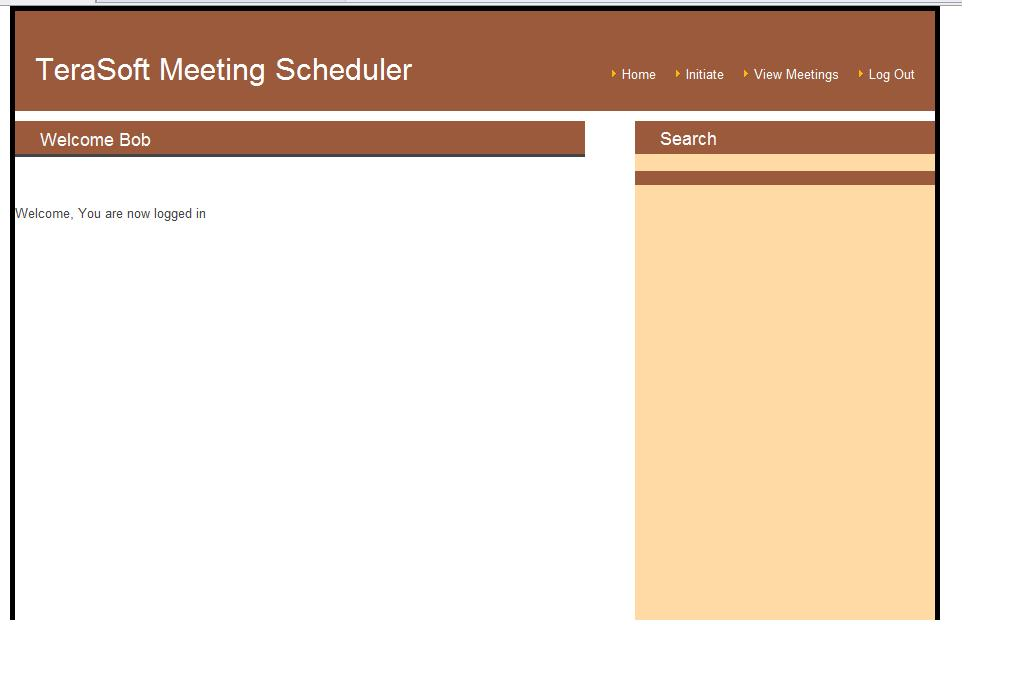 TeraSoft Meeting Scheduler
Home Initiate View Meetings Log Out
Welcome Bob
Search
Welcome, You are now logged in